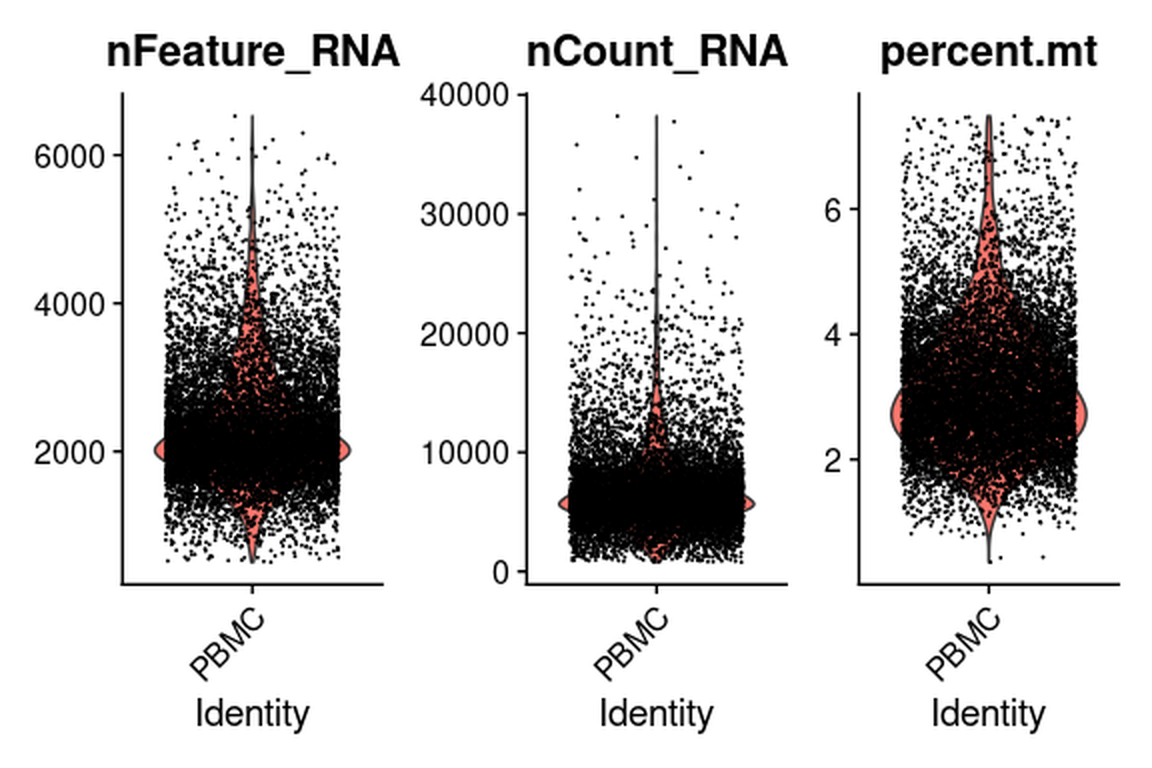 nFeature_RNA
6000
4000
2000
PBMC
Identity
nCount_RNA
40000
30000
20000
10000
0
PBMC
Identity
percent.mt
6
4
2
PBMC
Identity